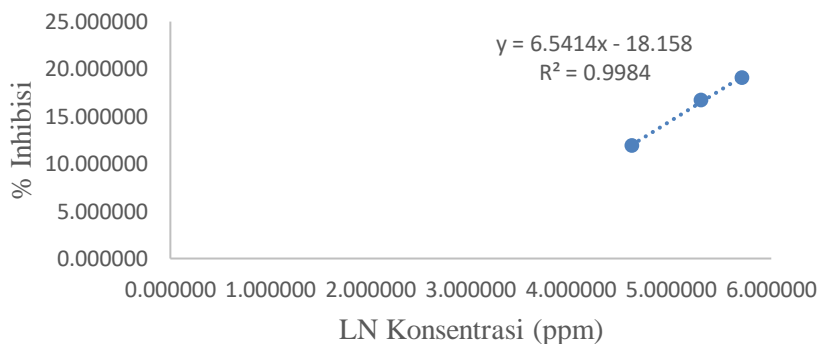 25.000000
y = 6.5414x - 18.158
20.000000
R² = 0.9984
15.000000
10.000000
5.000000
0.000000
% Inhibisi
0.000000 1.000000 2.000000 3.000000 4.000000 5.000000 6.000000
LN Konsentrasi (ppm)